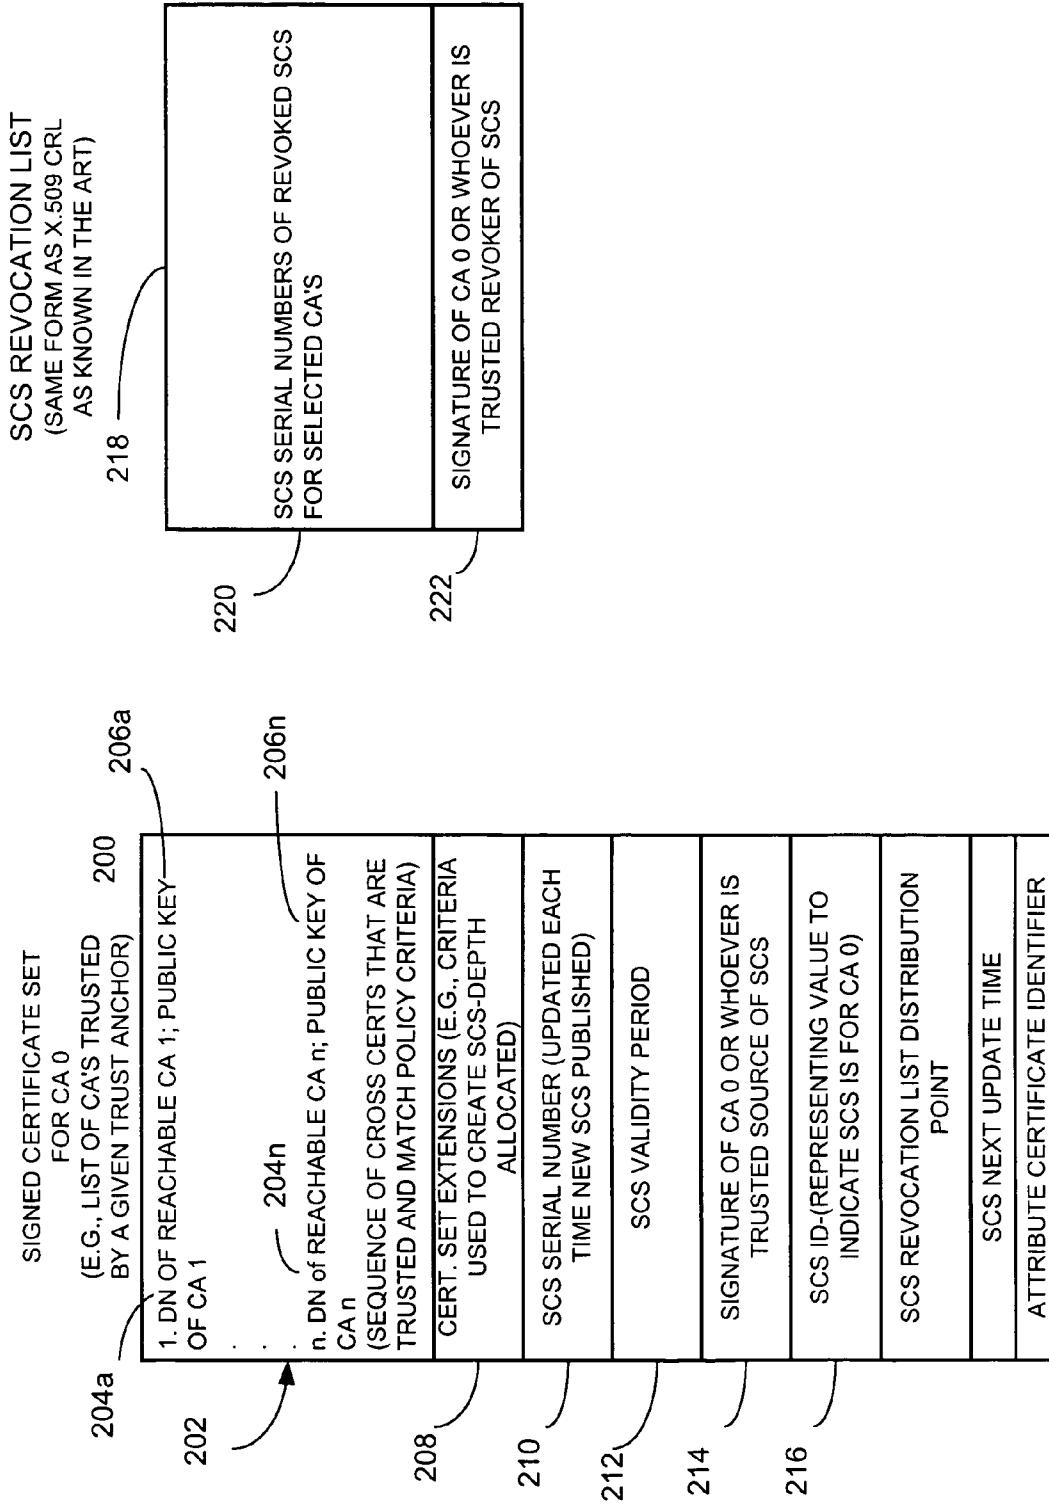 SIGNED CERTIFICATE SET
FOR CA 0
(E.G., LIST OF CA'S TRUSTED
BY A GIVEN TRUST ANCHOR)
200
204a
1. DN OF REACHABLE CA 1; PUBLIC KEY
OF CA 1
206a
.
.
.
204n
206n
202
n. DN of REACHABLE CA n; PUBLIC KEY OF
CA n
(SEQUENCE OF CROSS CERTS THAT ARE
TRUSTED AND MATCH POLICY CRITERIA)
208
CERT. SET EXTENSIONS (E.G., CRITERIA
USED TO CREATE SCS-DEPTH
ALLOCATED)
210
SCS SERIAL NUMBER (UPDATED EACH
TIME NEW SCS PUBLISHED)
212
SCS VALIDITY PERIOD
214
SIGNATURE OF CA 0 OR WHOEVER IS
TRUSTED SOURCE OF SCS
216
SCS ID-(REPRESENTING VALUE TO
INDICATE SCS IS FOR CA 0)
SCS REVOCATION LIST DISTRIBUTION
POINT
SCS NEXT UPDATE TIME
ATTRIBUTE CERTIFICATE IDENTIFIER
SCS REVOCATION LIST
(SAME FORM AS X.509 CRL
AS KNOWN IN THE ART)
218
220
SCS SERIAL NUMBERS OF REVOKED SCS
FOR SELECTED CA'S
222
SIGNATURE OF CA 0 OR WHOEVER IS
TRUSTED REVOKER OF SCS